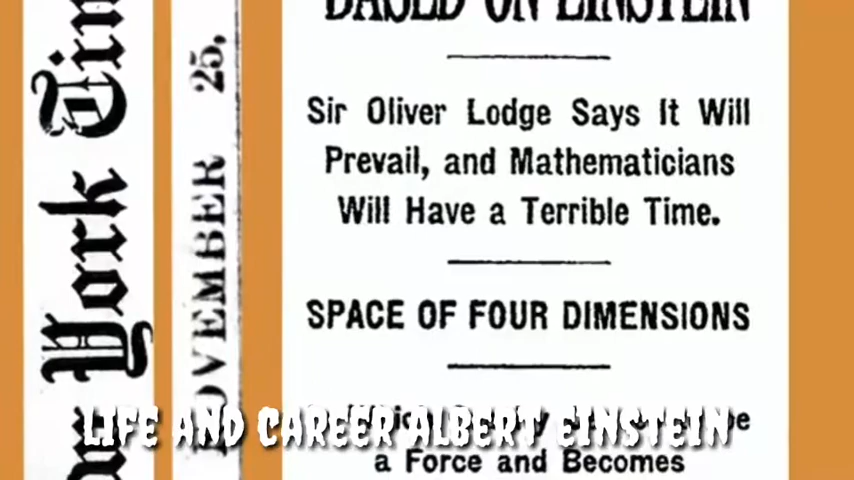 York Tim
NOVEMBER 25,
BASED ON EINSTEIN
Sir Oliver Lodge Says It Will
Prevail, and Mathematicians
Will Have a Terrible Time.
SPACE OF FOUR DIMENSIONS
a Force and Becomes
LIFE AND CAREER ALBERT EINSTEIN